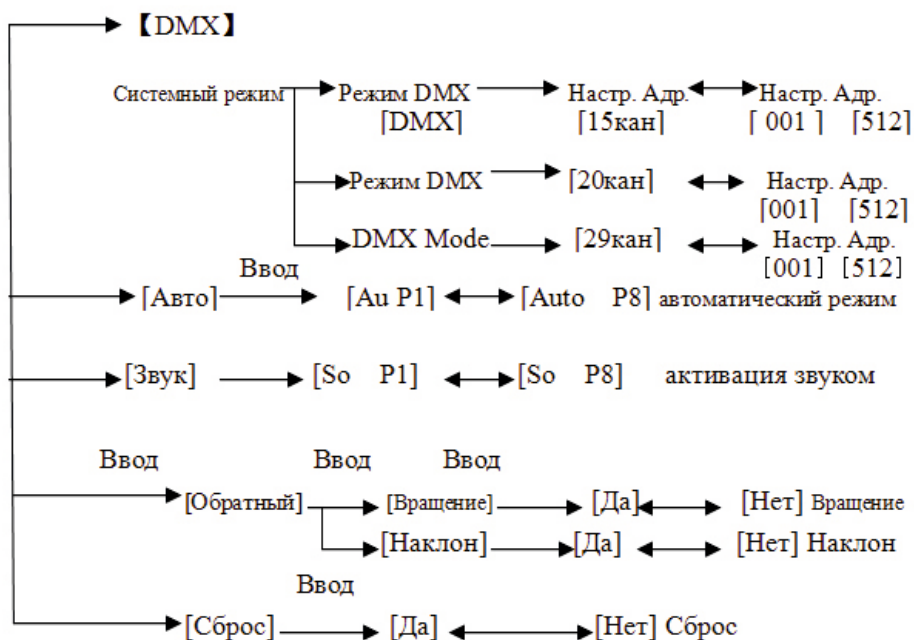 【DMX】
Системный режим Режим DMX Настр. Адр. Настр. Адр.
[DMX] [15кан] [ 001 ] [512]
Режим DMX [20кан] Настр. Адр.
[001] [512]
DMX Mode [29кан] Настр. Адр.
Ввод [001] [512]
[Авто] [Au P1] [Auto P8] автоматический режим
[Звук] [So P1] [So P8] активация звуком
Ввод Ввод Ввод
[Обратный] [Вращение] [Да] [Нет] Вращение
[Наклон] [Да] [Нет] Наклон
Ввод
[Сброс] [Да] [Нет] Сброс